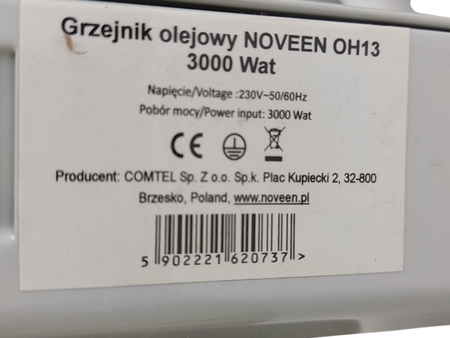 Grzejnik olejowy NOVEEN OH13
3000 Wat
Napięcie/Voltage :230V~50/60Hz
Pobór mocy/Power input: 3000 Wat
CE
Producent: COMTEL Sp. Z o.o. Sp.k. Plac Kupiecki 2, 32-800
Brzesko, Poland, www.noveen.pl
5 902221 620737 >